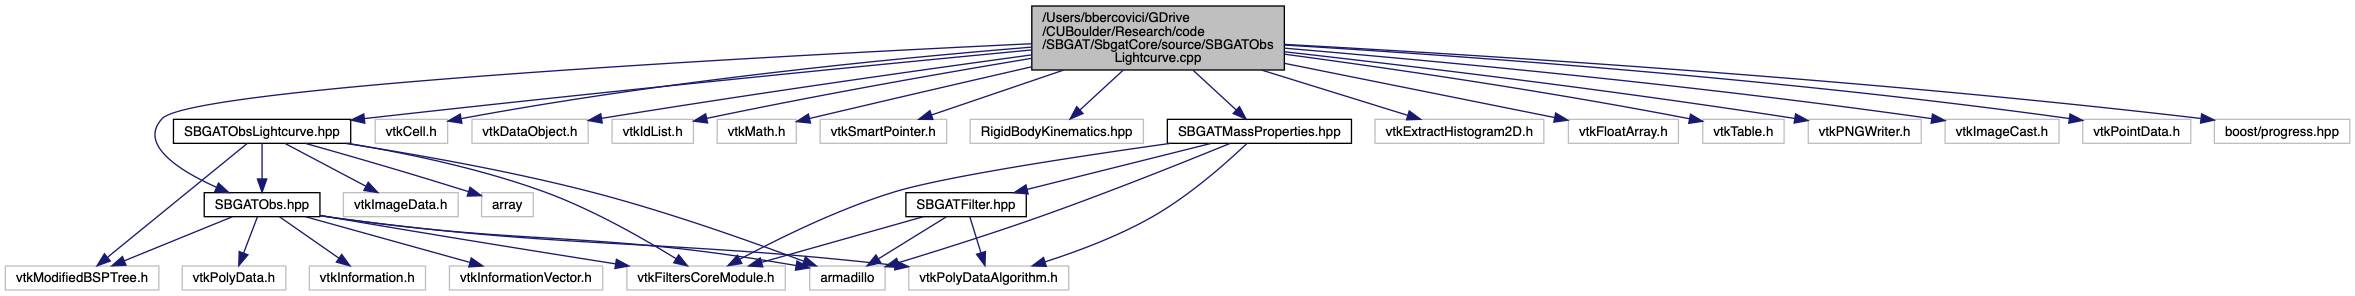 /Users/bbercovici/GDrive
/CUBoulder/Research/code
/SBGAT/SbgatCore/source/SBGATObs
Lightcurve.cpp
SBGATObsLightcurve.hpp
vtkCell.h
vtkDataObject.h
vtkIdList.h
vtkMath.h
vtkSmartPointer.h
RigidBodyKinematics.hpp
SBGATMassProperties.hpp
vtkExtractHistogram2D.h
vtkFloatArray.h
vtkTable.h
vtkPNGWriter.h
vtkImageCast.h
vtkPointData.h
boost/progress.hpp
SBGATObs.hpp
vtkImageData.h
array
SBGATFilter.hpp
vtkModifiedBSPTree.h
vtkPolyData.h
vtkInformation.h
vtkInformationVector.h
vtkFiltersCoreModule.h
armadillo
vtkPolyDataAlgorithm.h